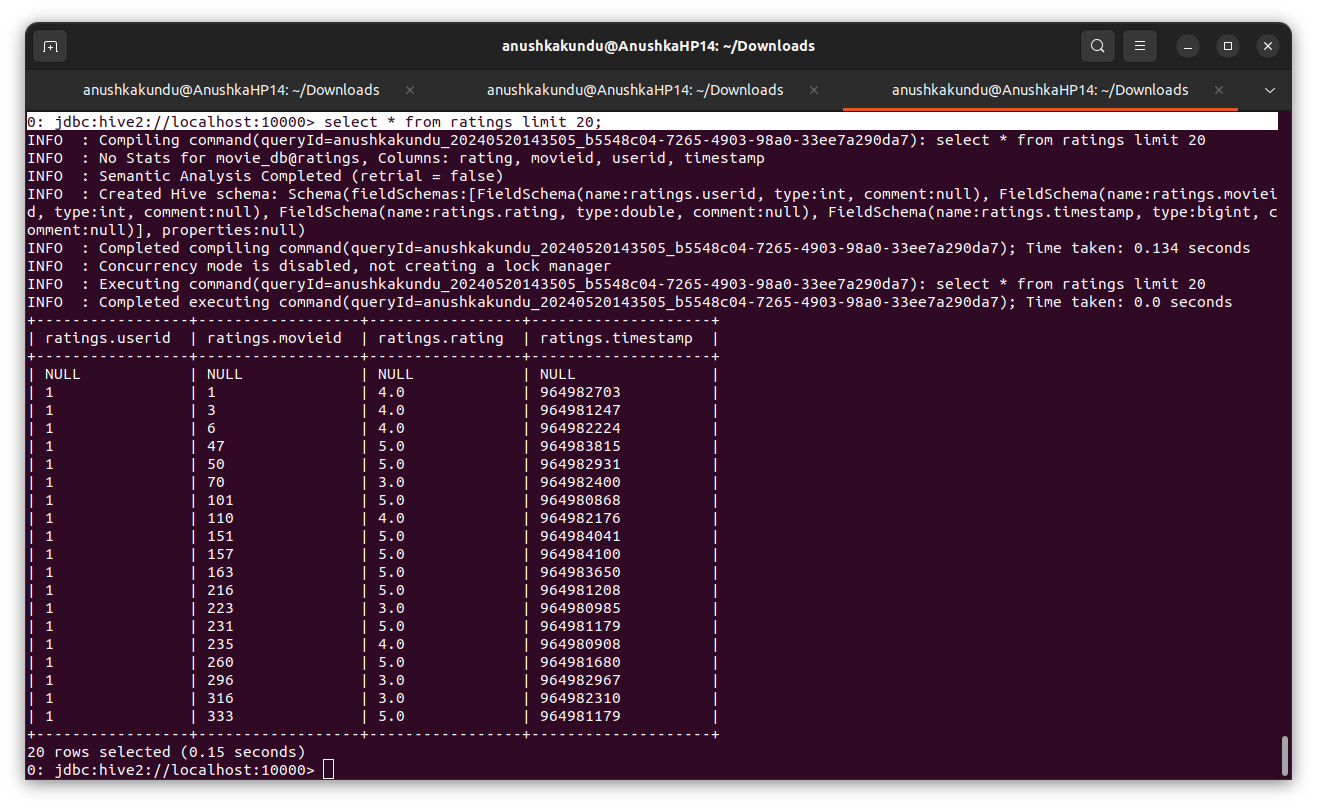 anushkakundu@AnushkaHP14: ~/Downloads
anushkakundu@AnushkaHP14: ~/Downloads
anushkakundu@AnushkaHP14: ~/Downloads
anushkakundu@AnushkaHP14: ~/Downloads
0: jdbc:hive2://localhost:10000> select * from ratings limit 20;
INFO  : Compiling command(queryId=anushkakundu_20240520143505_b5548c04-7265-4903-98a0-33ee7a290da7): select * from ratings limit 20
INFO  : No Stats for movie_db@ratings, Columns: rating, movieid, userid, timestamp
INFO  : Semantic Analysis Completed (retrial = false)
INFO  : Created Hive schema: Schema(fieldSchemas:[FieldSchema(name:ratings.userid, type:int, comment:null), FieldSchema(name:ratings.moviei
d, type:int, comment:null), FieldSchema(name:ratings.rating, type:double, comment:null), FieldSchema(name:ratings.timestamp, type:bigint, c
omment:null)], properties:null)
INFO  : Completed compiling command(queryId=anushkakundu_20240520143505_b5548c04-7265-4903-98a0-33ee7a290da7); Time taken: 0.134 seconds
INFO  : Concurrency mode is disabled, not creating a lock manager
INFO  : Executing command(queryId=anushkakundu_20240520143505_b5548c04-7265-4903-98a0-33ee7a290da7): select * from ratings limit 20
INFO  : Completed executing command(queryId=anushkakundu_20240520143505_b5548c04-7265-4903-98a0-33ee7a290da7); Time taken: 0.0 seconds
+-----------------+------------------+-----------------+--------------------+
| ratings.userid  | ratings.movieid  | ratings.rating  | ratings.timestamp  |
+-----------------+------------------+-----------------+--------------------+
| NULL            | NULL             | NULL            | NULL               |
| 1               | 1                | 4.0             | 964982703          |
| 1               | 3                | 4.0             | 964981247          |
| 1               | 6                | 4.0             | 964982224          |
| 1               | 47               | 5.0             | 964983815          |
| 1               | 50               | 5.0             | 964982931          |
| 1               | 70               | 3.0             | 964982400          |
| 1               | 101              | 5.0             | 964980868          |
| 1               | 110              | 4.0             | 964982176          |
| 1               | 151              | 5.0             | 964984041          |
| 1               | 157              | 5.0             | 964984100          |
| 1               | 163              | 5.0             | 964983650          |
| 1               | 216              | 5.0             | 964981208          |
| 1               | 223              | 3.0             | 964980985          |
| 1               | 231              | 5.0             | 964981179          |
| 1               | 235              | 4.0             | 964980908          |
| 1               | 260              | 5.0             | 964981680          |
| 1               | 296              | 3.0             | 964982967          |
| 1               | 316              | 3.0             | 964982310          |
| 1               | 333              | 5.0             | 964981179          |
+-----------------+------------------+-----------------+--------------------+
20 rows selected (0.15 seconds)
0: jdbc:hive2://localhost:10000>